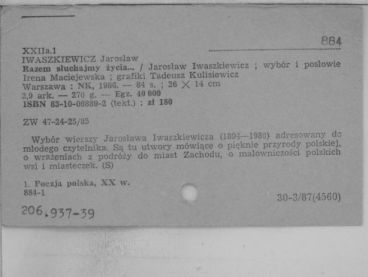 884
XXIIa.1
IWASZKIEWICZ Jarosław
Razem słuchajmy życia... / Jarosław Iwaszkiewicz ; wybór i posłowie
Irena Maciejewska ; grafiki Tadeusz Kulisiewicz
Warszawa : NK, 1986. — 84 s. ; 26 × 14 cm
3,9 ark. — 270 g. — Egz. 40 000
ISBN 83-10-08889-2 (tekt.) : zł 180
ZW 47-24-25/85
Wybór wierszy Jarosława Iwaszkiewicza (1894—1980) adresowany do
młodego czytelnika. Są tu utwory mówiące o pięknie przyrody polskiej,
o wrażeniach z podróży do miast Zachodu, o malowniczości polskich
wsi i miasteczek. (S)
1. Poezja polska, XX w.
884-1
30-3/87(4560)
206.937-39